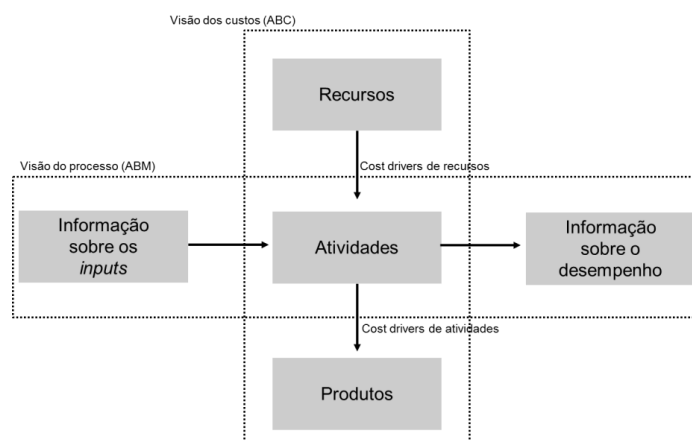 Visão dos custos (ABC)
Recursos
Visão do processo (ABM)
Cost drivers de recursos
Informação
sobre os
inputs
Atividades
Informação
sobre o
desempenho
Cost drivers de atividades
Produtos